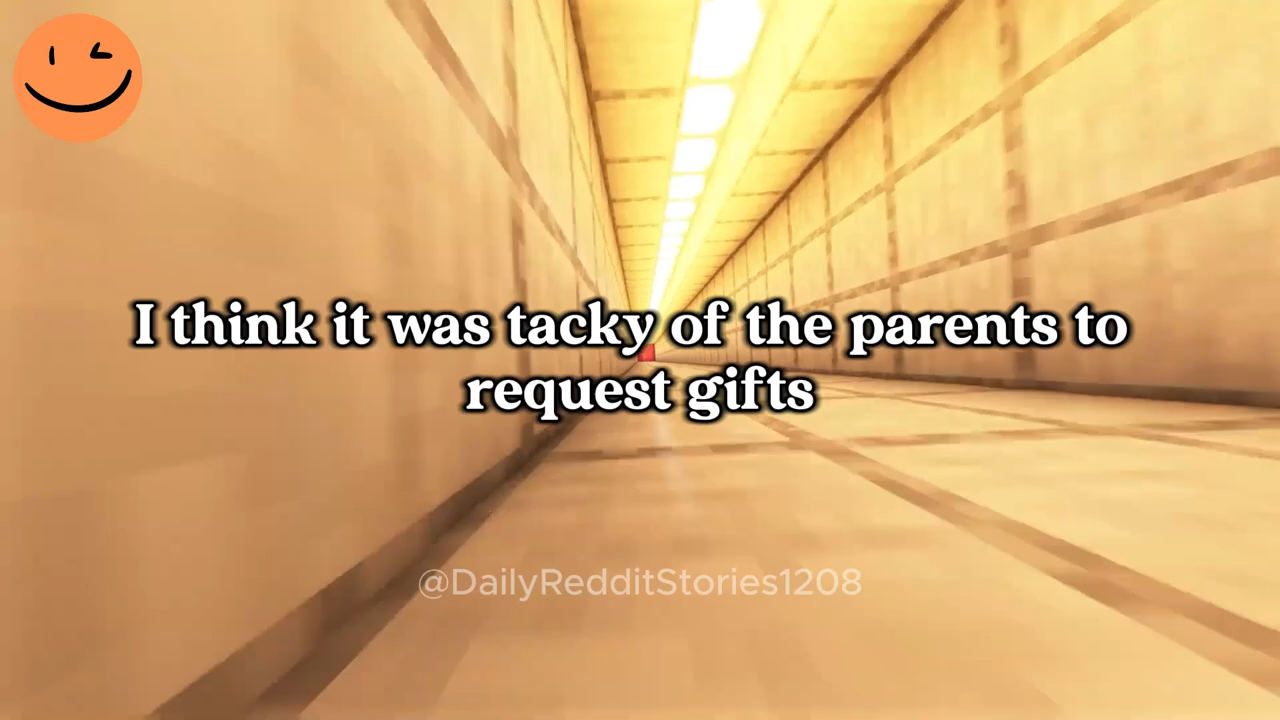 I think it was tacky of the parents to
request gifts
@DailyRedditStories1208